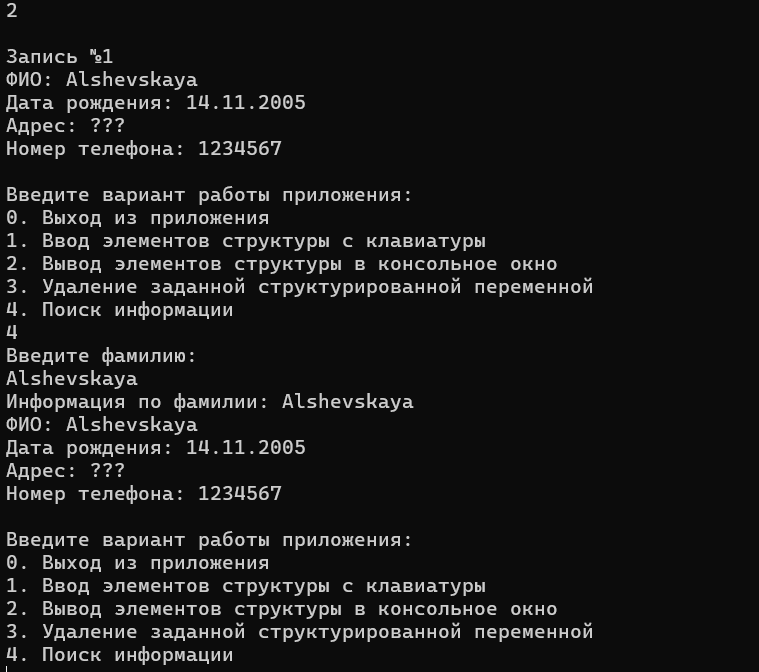 2
Запись №1
ФИО: Alshevskaya
Дата рождения: 14.11.2005
Адрес: ???
Номер телефона: 1234567
Введите вариант работы приложения:
0. Выход из приложения
1. Ввод элементов структуры с клавиатуры
2. Вывод элементов структуры в консольное окно
3. Удаление заданной структурированной переменной
4. Поиск информации
4
Введите фамилию:
Alshevskaya
Информация по фамилии: Alshevskaya
ФИО: Alshevskaya
Дата рождения: 14.11.2005
Адрес: ???
Номер телефона: 1234567
Введите вариант работы приложения:
0. Выход из приложения
1. Ввод элементов структуры с клавиатуры
2. Вывод элементов структуры в консольное окно
3. Удаление заданной структурированной переменной
4. Поиск информации